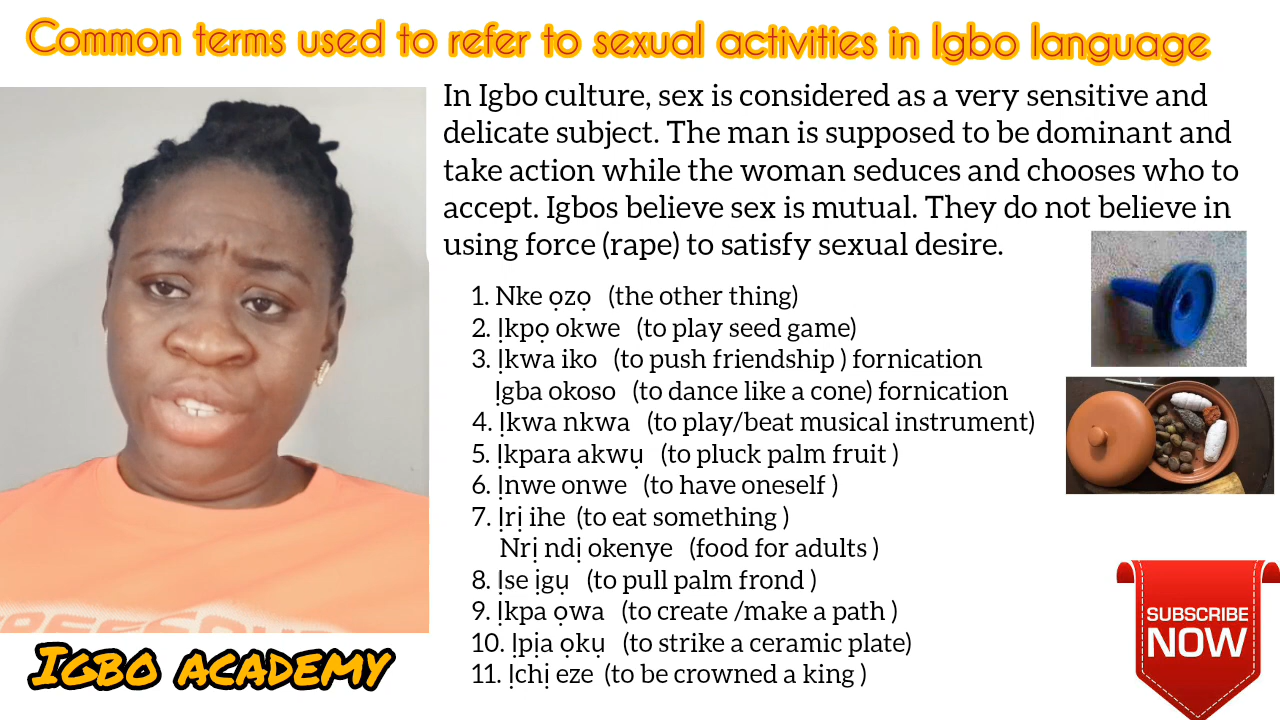 Common terms used to refer to sexual activities in Igbo language
In Igbo culture, sex is considered as a very sensitive and
delicate subject. The man is supposed to be dominant and
take action while the woman seduces and chooses who to
accept. Igbos believe sex is mutual. They do not believe in
using force (rape) to satisfy sexual desire.
1. Nke ọzọ (the other thing)
2. Ịkpọ okwe (to play seed game)
3. Ịkwa iko (to push friendship ) fornication
Ịgba okoso (to dance like a cone) fornication
4. Ịkwa nkwa (to play/beat musical instrument)
5. Ịkpara akwụ (to pluck palm fruit )
6. Ịnwe onwe (to have oneself )
7. Ịrị ihe (to eat something )
Nrị ndị okenye (food for adults )
8. Ịse ịgụ (to pull palm frond )
9. Ịkpa ọwa (to create /make a path )
10. Ịpịa ọkụ (to strike a ceramic plate)
11. Ịchị eze (to be crowned a king )
IGBO ACADEMY
SUBSCRIBE
NOW